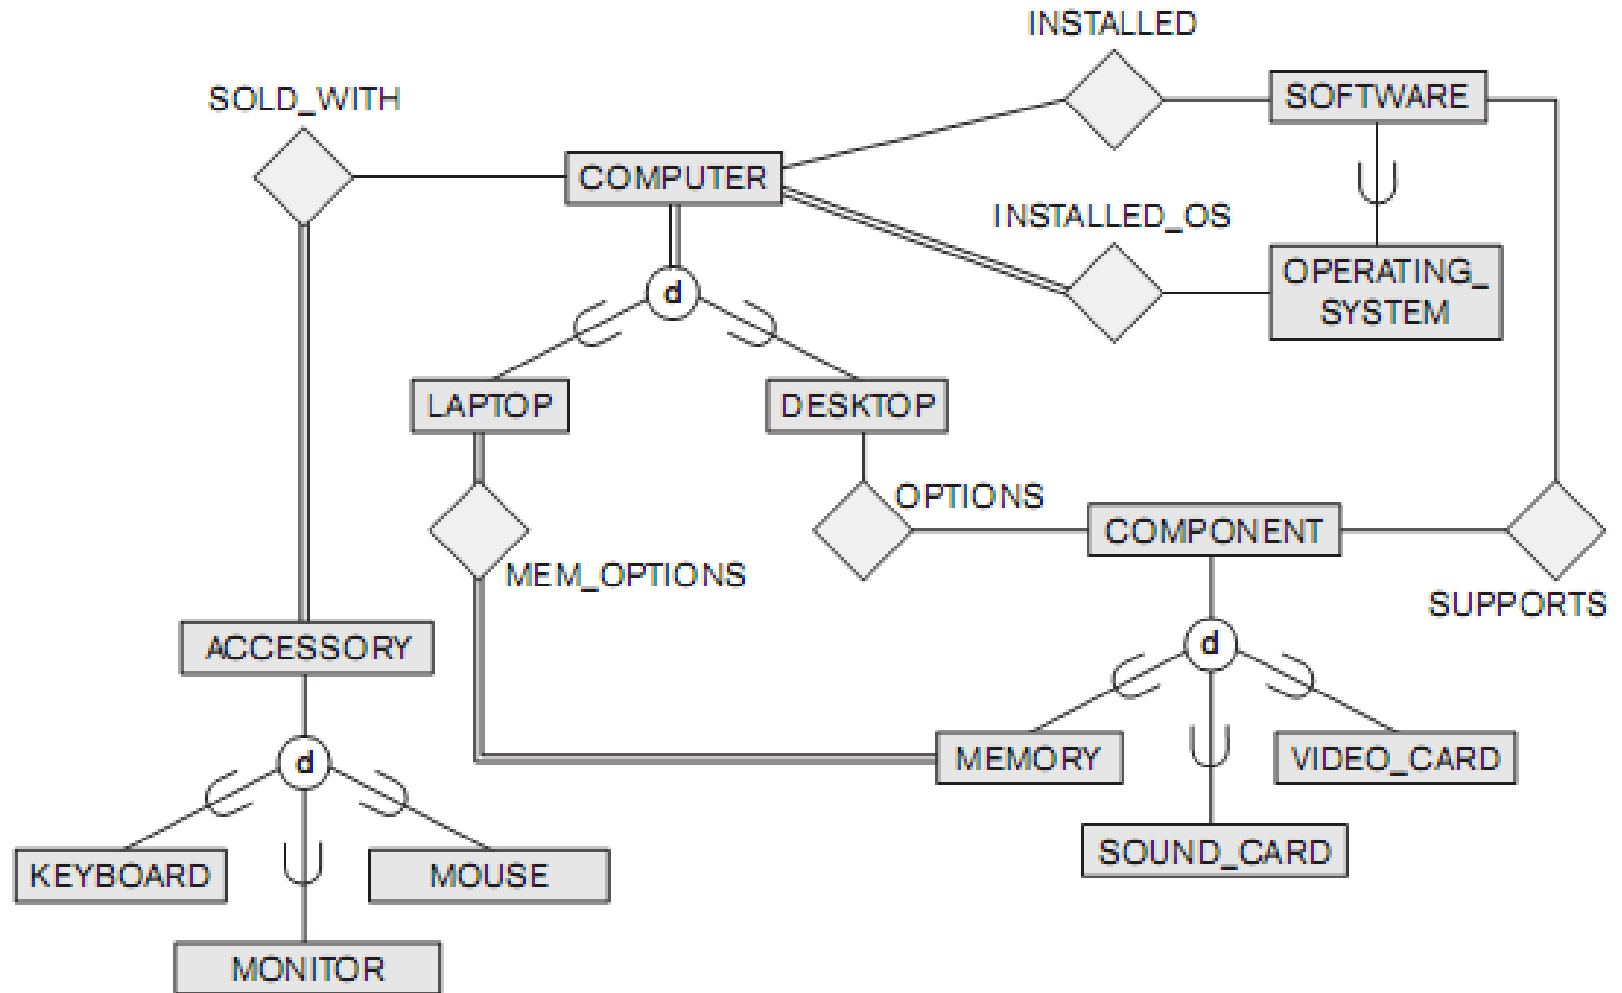 INSTALLED
SOFTWARE
SOLD_WITH
COMPUTER
INSTALLED_OS
OPERATING_
SYSTEM
d
LAPTOP
DESKTOP
OPTIONS
COMPONENT
MEM_OPTIONS
SUPPORTS
ACCESSORY
d
MEMORY
VIDEO_CARD
d
SOUND_CARD
KEYBOARD
MOUSE
MONITOR